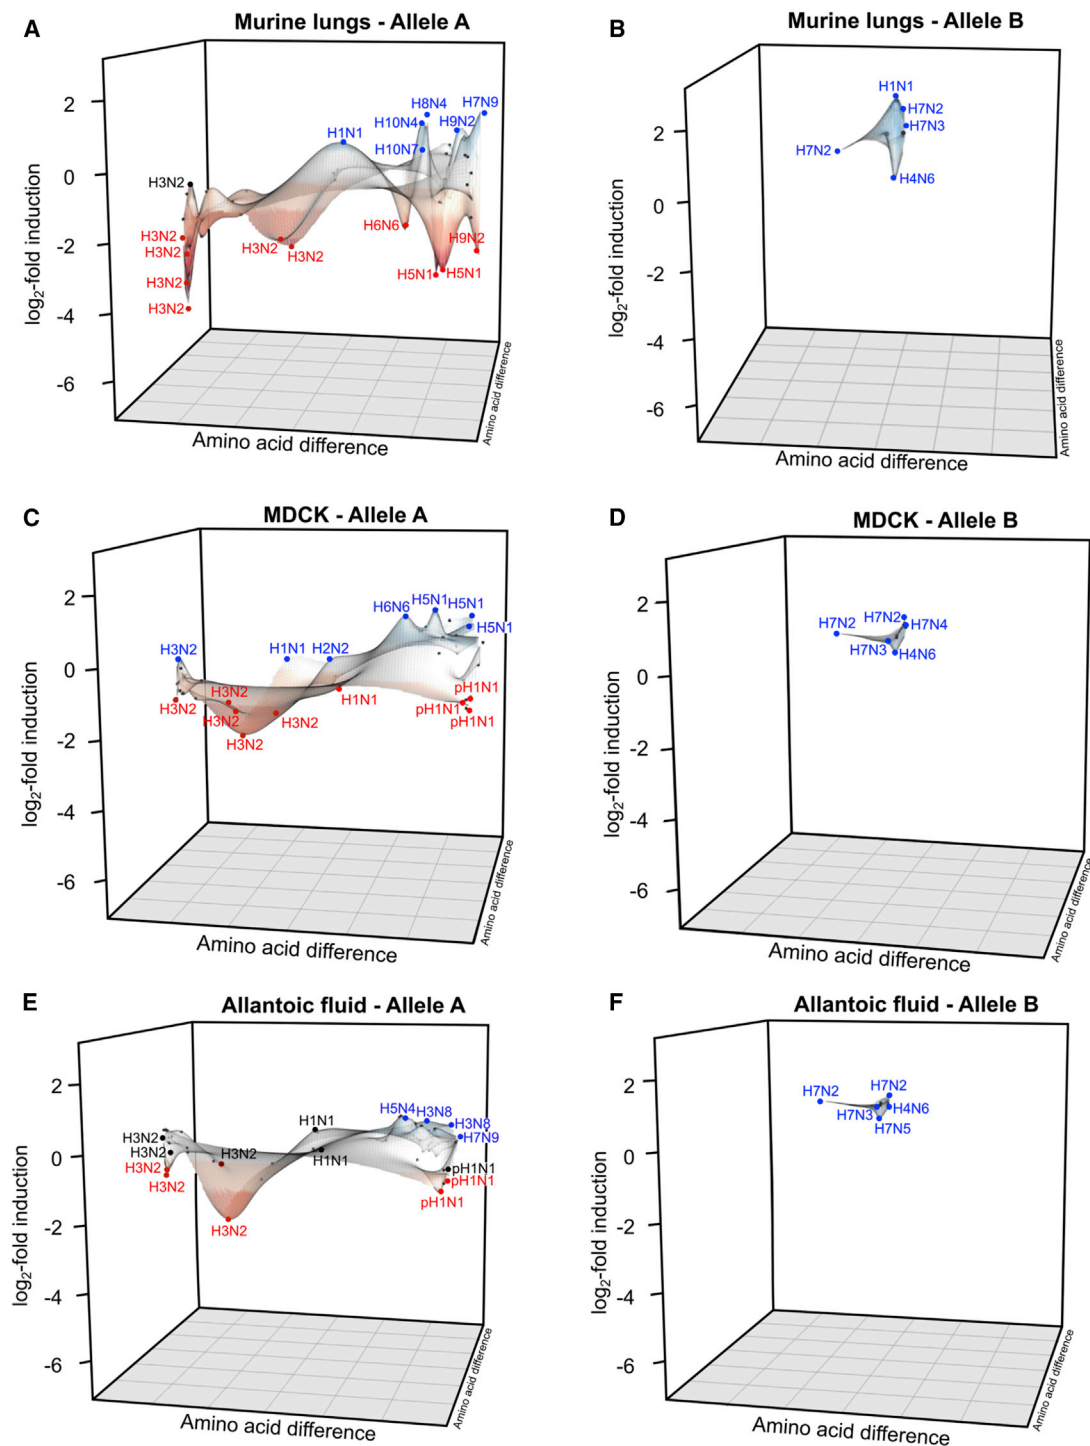 A
Murine lungs - Allele A
log2-fold induction
2
0
-2
-4
-6
H3N2
H3N2
H3N2
H3N2
H3N2
H1N1
H3N2
H3N2
H8N4
H10N4
H10N7
H9N2
H7N9
H6N6
H9N2
H5N1
H5N1
Amino acid difference
Amino acid difference
B
Murine lungs - Allele B
log2-fold induction
2
0
-2
-4
-6
H1N1
H7N2
H7N3
H7N2
H4N6
Amino acid difference
Amino acid difference
C
MDCK - Allele A
log2-fold induction
2
0
-2
-4
-6
H3N2
H3N2
H3N2
H3N2
H3N2
H3N2
H1N1
H2N2
H1N1
H6N6
H5N1
H5N1
H5N1
pH1N1
pH1N1
pH1N1
Amino acid difference
Amino acid difference
D
MDCK - Allele B
log2-fold induction
2
0
-2
-4
-6
H7N2
H7N2
H7N4
H7N3
H4N6
Amino acid difference
Amino acid difference
E
Allantoic fluid - Allele A
log2-fold induction
2
0
-2
-4
-6
H3N2
H3N2
H3N2
H3N2
H3N2
H3N2
H1N1
H1N1
H5N4
H3N8
H3N8
H7N9
pH1N1
pH1N1
pH1N1
Amino acid difference
Amino acid difference
F
Allantoic fluid - Allele B
log2-fold induction
2
0
-2
-4
-6
H7N2
H7N2
H7N3
H4N6
H7N5
Amino acid difference
Amino acid difference